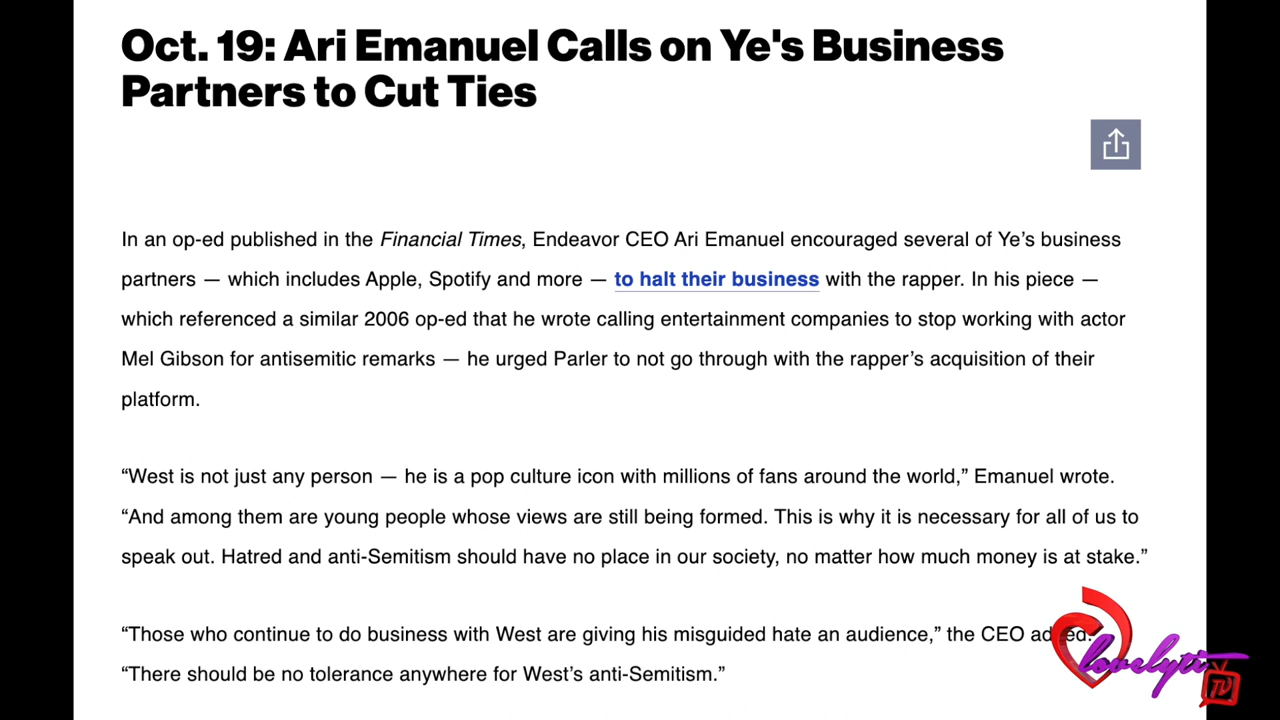 Oct. 19: Ari Emanuel Calls on Ye's Business
Partners to Cut Ties
In an op-ed published in the Financial Times, Endeavor CEO Ari Emanuel encouraged several of Ye’s business
partners — which includes Apple, Spotify and more — to halt their business with the rapper. In his piece —
which referenced a similar 2006 op-ed that he wrote calling entertainment companies to stop working with actor
Mel Gibson for antisemitic remarks — he urged Parler to not go through with the rapper’s acquisition of their
platform.
“West is not just any person — he is a pop culture icon with millions of fans around the world,” Emanuel wrote.
“And among them are young people whose views are still being formed. This is why it is necessary for all of us to
speak out. Hatred and anti-Semitism should have no place in our society, no matter how much money is at stake.”
“Those who continue to do business with West are giving his misguided hate an audience,” the CEO added.
“There should be no tolerance anywhere for West’s anti-Semitism.”
lovelyti
TV